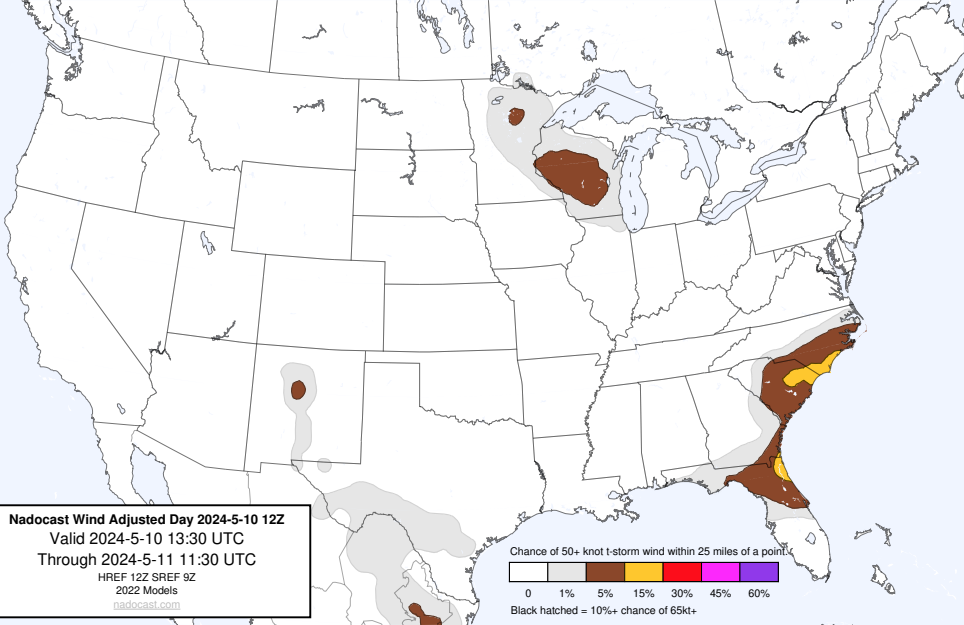 Nadocast Wind Adjusted Day 2024-5-10 12Z
Valid 2024-5-10 13:30 UTC
Through 2024-5-11 11:30 UTC
HREF 12Z SREF 9Z
2022 Models
nadocast.com
Chance of 50+ knot t-storm wind within 25 miles of a point.
0 1% 5% 15% 30% 45% 60%
Black hatched = 10%+ chance of 65kt+